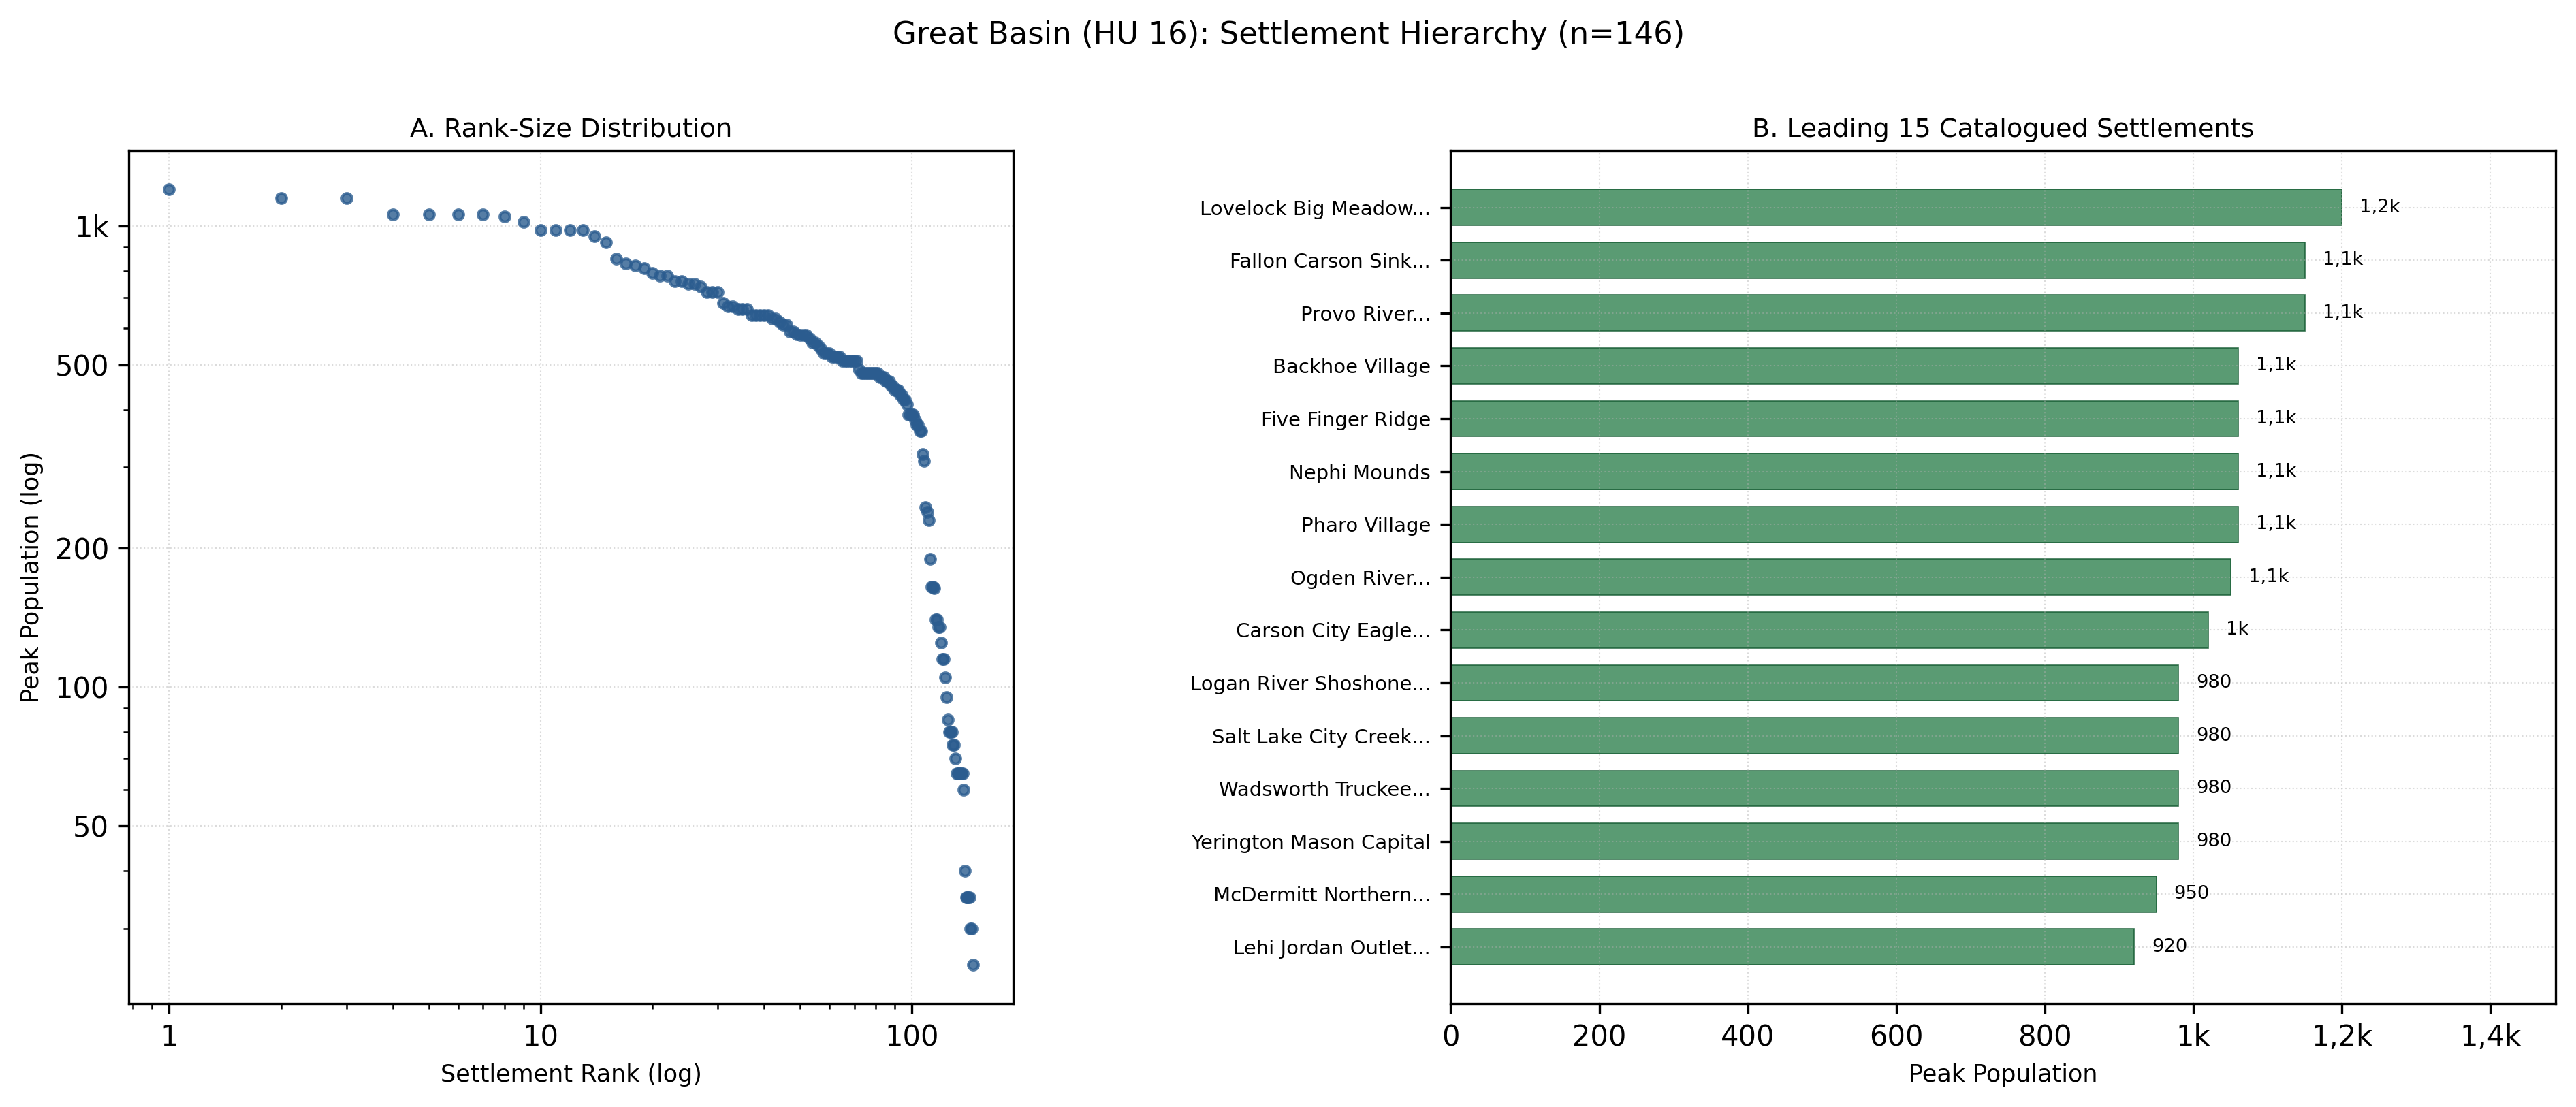 Great Basin (HU 16): Settlement Hierarchy (n=146)
A. Rank-Size Distribution
Peak Population (log)
1k
500
200
100
50
1
10
100
Settlement Rank (log)
B. Leading 15 Catalogued Settlements
Lovelock Big Meadow... 1,2k
Fallon Carson Sink... 1,1k
Provo River... 1,1k
Backhoe Village 1,1k
Five Finger Ridge 1,1k
Nephi Mounds 1,1k
Pharo Village 1,1k
Ogden River... 1,1k
Carson City Eagle... 1k
Logan River Shoshone... 980
Salt Lake City Creek... 980
Wadsworth Truckee... 980
Yerington Mason Capital 980
McDermitt Northern... 950
Lehi Jordan Outlet... 920
0 200 400 600 800 1k 1,2k 1,4k
Peak Population